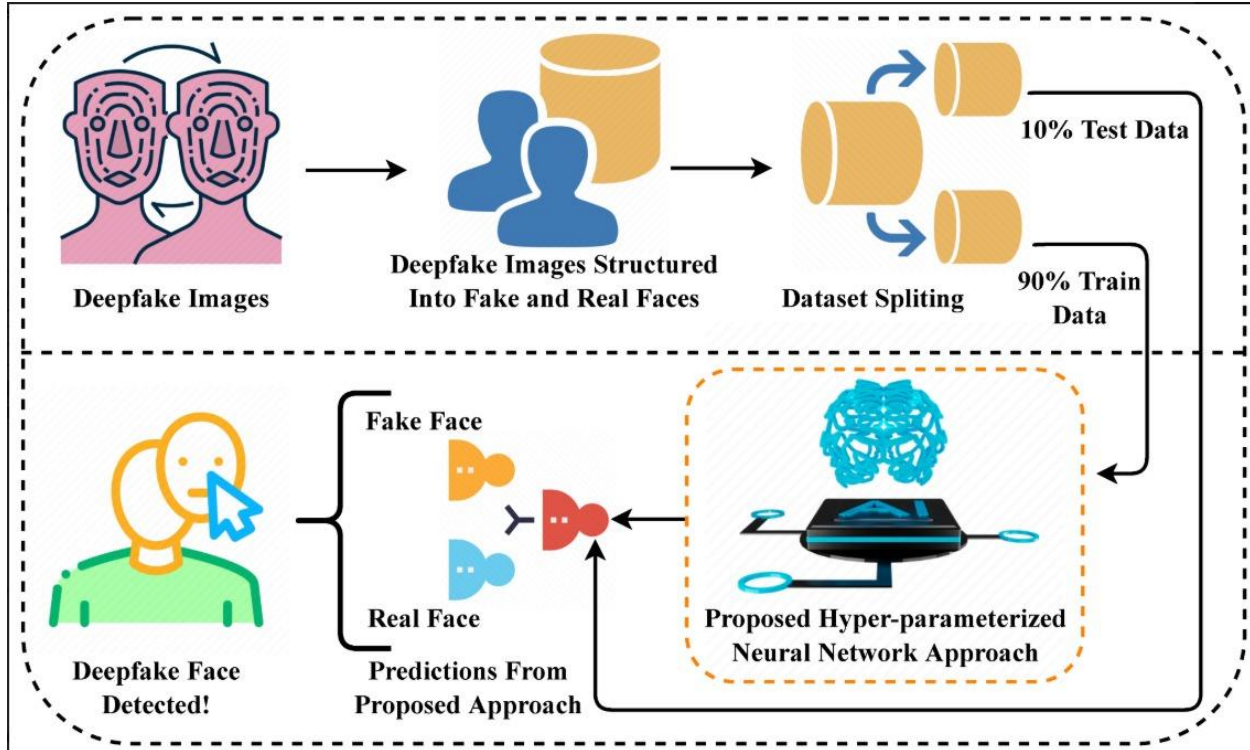 10% Test Data
Deepfake Images
Deepfake Images Structured
Into Fake and Real Faces
Dataset Spliting
90% Train
Data
Fake Face
Real Face
Predictions From
Proposed Approach
Deepfake Face
Detected!
AI
Proposed Hyper-parameterized
Neural Network Approach